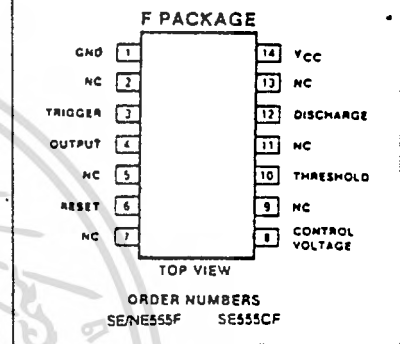 F PACKAGE
GND 1 14 VCC
NC 2 13 NC
TRIGGER 3 12 DISCHARGE
OUTPUT 4 11 NC
NC 5 10 THRESHOLD
RESET 6 9 NC
NC 7 8 CONTROL
VOLTAGE
TOP VIEW
ORDER NUMBERS
SE/NE555F SE555CF